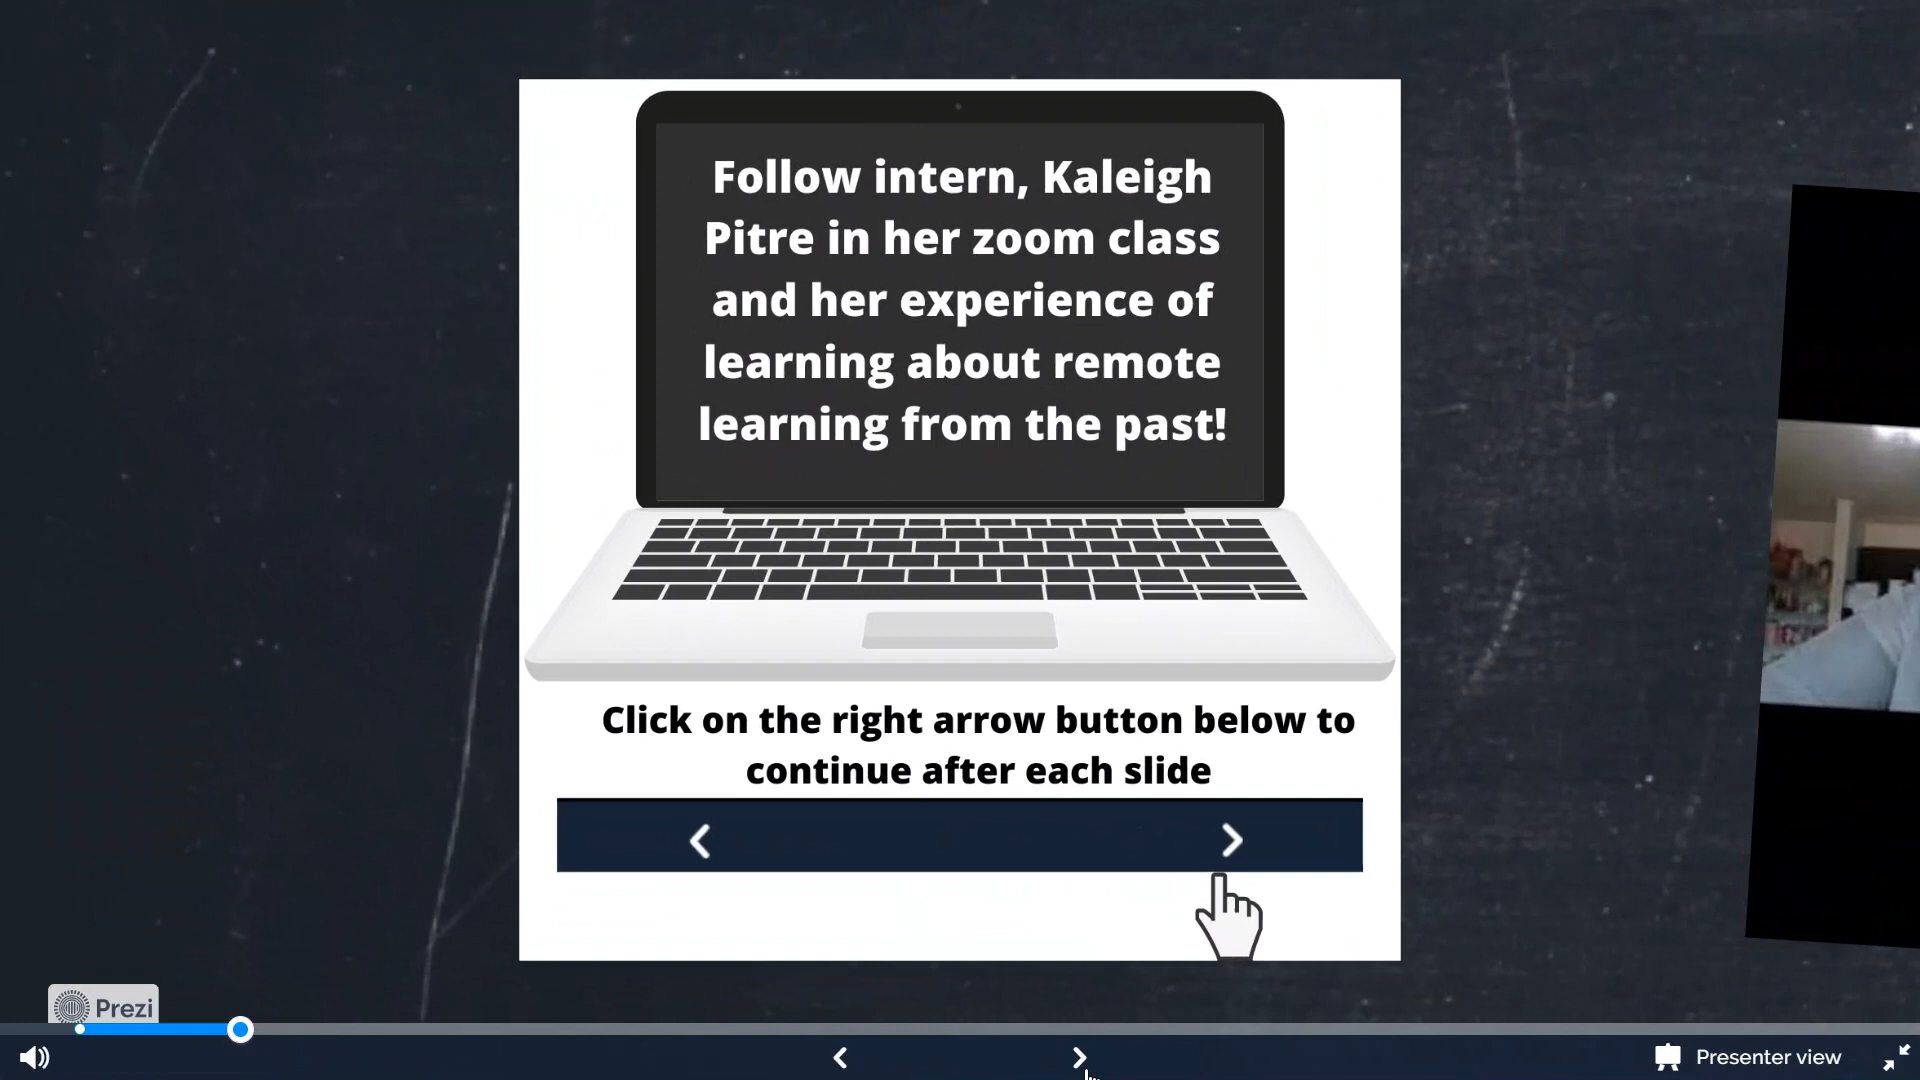 Follow intern, Kaleigh
Pitre in her zoom class
and her experience of
learning about remote
learning from the past!
Click on the right arrow button below to
continue after each slide
Prezi
Presenter view